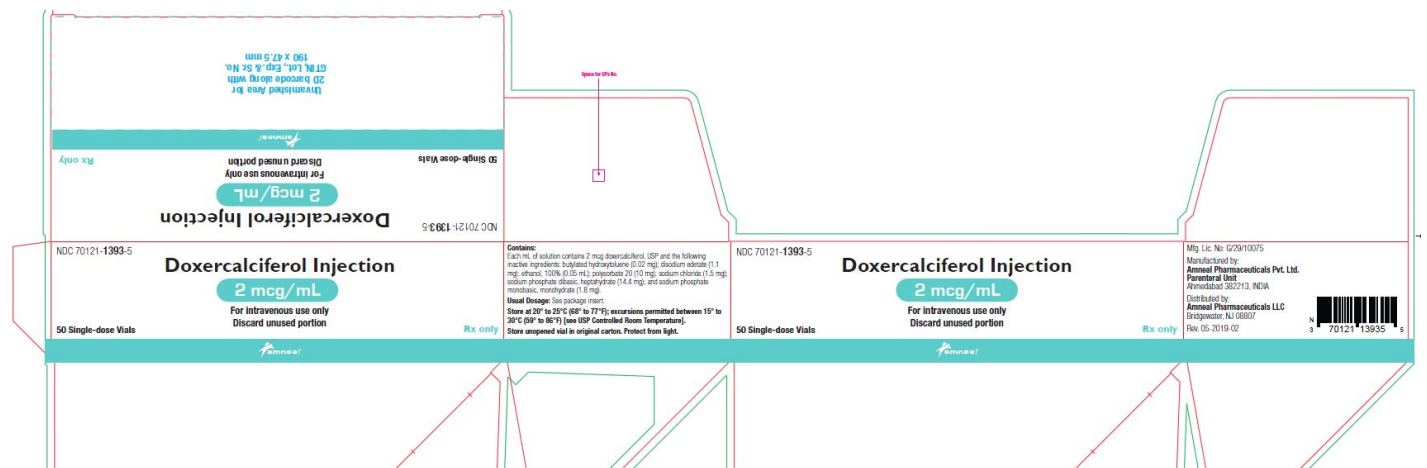 Unvarnished Area for
2D barcode along with
GTIN, Lot., Exp. & Sr. No.
190 x 47.5 mm
amneal
50 Single-dose Vials
Rx only
For intravenous use only
Discard unused portion
2 mcg/mL
Doxercalciferol Injection
NDC 70121-1393-5
Space for UPs No.
NDC 70121-1393-5
Doxercalciferol Injection
2 mcg/mL
For intravenous use only
Discard unused portion
50 Single-dose Vials
Rx only
amneal
Contains:
Each mL of solution contains 2 mcg doxercalciferol, USP and the following
inactive ingredients: butylated hydroxytoluene (0.02 mg); disodium edetate (1.1
mg); ethanol, 100% (0.05 mL); polysorbate 20 (10 mg); sodium chloride (1.5 mg);
sodium phosphate dibasic, heptahydrate (14.4 mg); and sodium phosphate
monobasic, monohydrate (1.8 mg).
Usual Dosage: See package insert.
Store at 20° to 25°C (68° to 77°F); excursions permitted between 15° to
30°C (59° to 86°F) [see USP Controlled Room Temperature].
Store unopened vial in original carton. Protect from light.
NDC 70121-1393-5
Doxercalciferol Injection
2 mcg/mL
For intravenous use only
Discard unused portion
50 Single-dose Vials
Rx only
amneal
Mfg. Lic. No: G/29/10075
Manufactured by:
Amneal Pharmaceuticals Pvt. Ltd.
Parenteral Unit
Ahmedabad 382213, INDIA
Distributed by:
Amneal Pharmaceuticals LLC
Bridgewater, NJ 08807
Rev. 05-2019-02
N
3 70121 13935 5